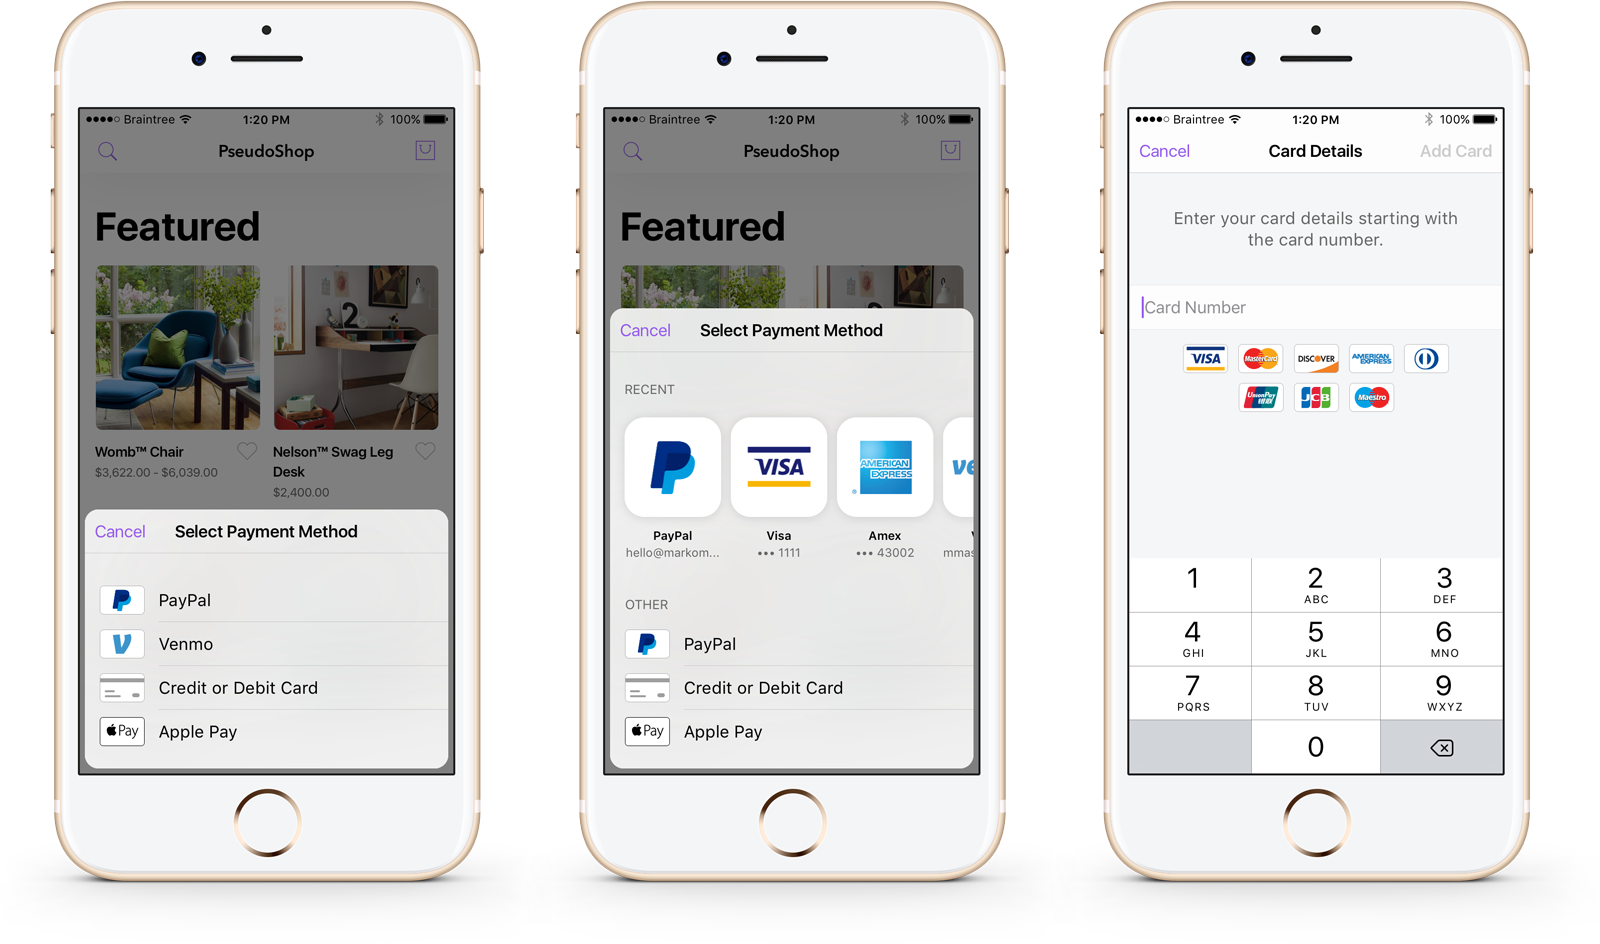 Braintree 1:20 PM 100%
PseudoShop
Featured
2
Womb™ Chair
$3,622.00 - $6,039.00
Nelson™ Swag Leg
Desk
$2,400.00
Cancel Select Payment Method
PayPal
Venmo
Credit or Debit Card
Pay Apple Pay
Braintree 1:20 PM 100%
PseudoShop
Featured
Cancel Select Payment Method
RECENT
VISA
AMERICAN
EXPRESS
ve
PayPal
hello@markom...
Visa
••• 1111
Amex
••• 43002
mmas
OTHER
PayPal
Credit or Debit Card
Pay Apple Pay
Braintree 1:20 PM 100%
Cancel Card Details Add Card
Enter your card details starting with
the card number.
Card Number
VISA MasterCard DISCOVER AMERICAN EXPRESS
UnionPay 银联 JCB Maestro
1 2 ABC 3 DEF
4 GHI 5 JKL 6 MNO
7 PQRS 8 TUV 9 WXYZ
0